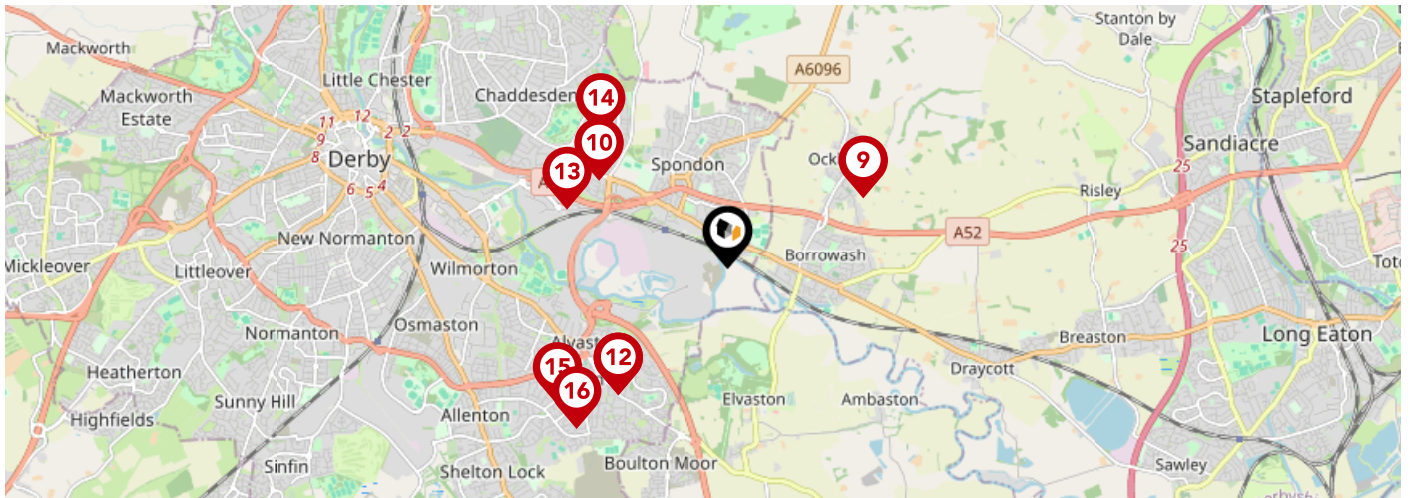 Stanton by
Dale
Mackworth
A6096
Little Chester
Mackworth
Estate
Chaddesden
14
Stapleford
11
12
2
2
9
8
Derby
10
Sandiacre
13
Spondon
9
25
6
5
4
Risley
New Normanton
A52
25
Mickleover
Littleover
Wilmorton
Borrowash
Normanton
Osmaston
Breaston
Long Eaton
15
12
Heatherton
16
Draycott
Sunny Hill
Allenton
Elvaston
Ambaston
Highfields
Sinfin
Shelton Lock
Boulton Moor
Sawley